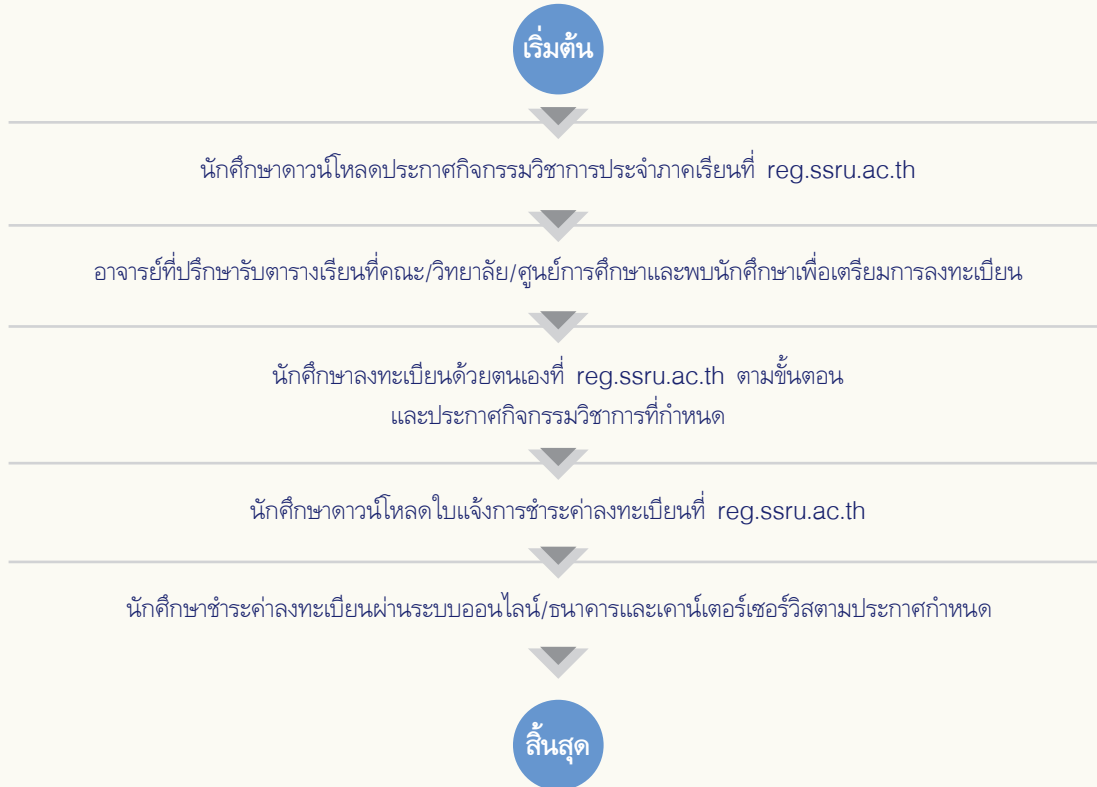 เริ่มต้น
นักศึกษาดาวน์โหลดประกาศกิจกรรมวิชาการประจำภาคเรียนที่ reg.ssru.ac.th
อาจารย์ที่ปรึกษารับตารางเรียนที่คณะ/วิทยาลัย/ศูนย์การศึกษาและพบนักศึกษาเพื่อเตรียมการลงทะเบียน
นักศึกษาลงทะเบียนด้วยตนเองที่ reg.ssru.ac.th ตามขั้นตอน
และประกาศกิจกรรมวิชาการที่กำหนด
นักศึกษาดาวน์โหลดใบแจ้งการชำระค่าลงทะเบียนที่ reg.ssru.ac.th
นักศึกษาชำระค่าลงทะเบียนผ่านระบบออนไลน์/ธนาคารและเคาน์เตอร์เซอร์วิสตามประกาศกำหนด
สิ้นสุด